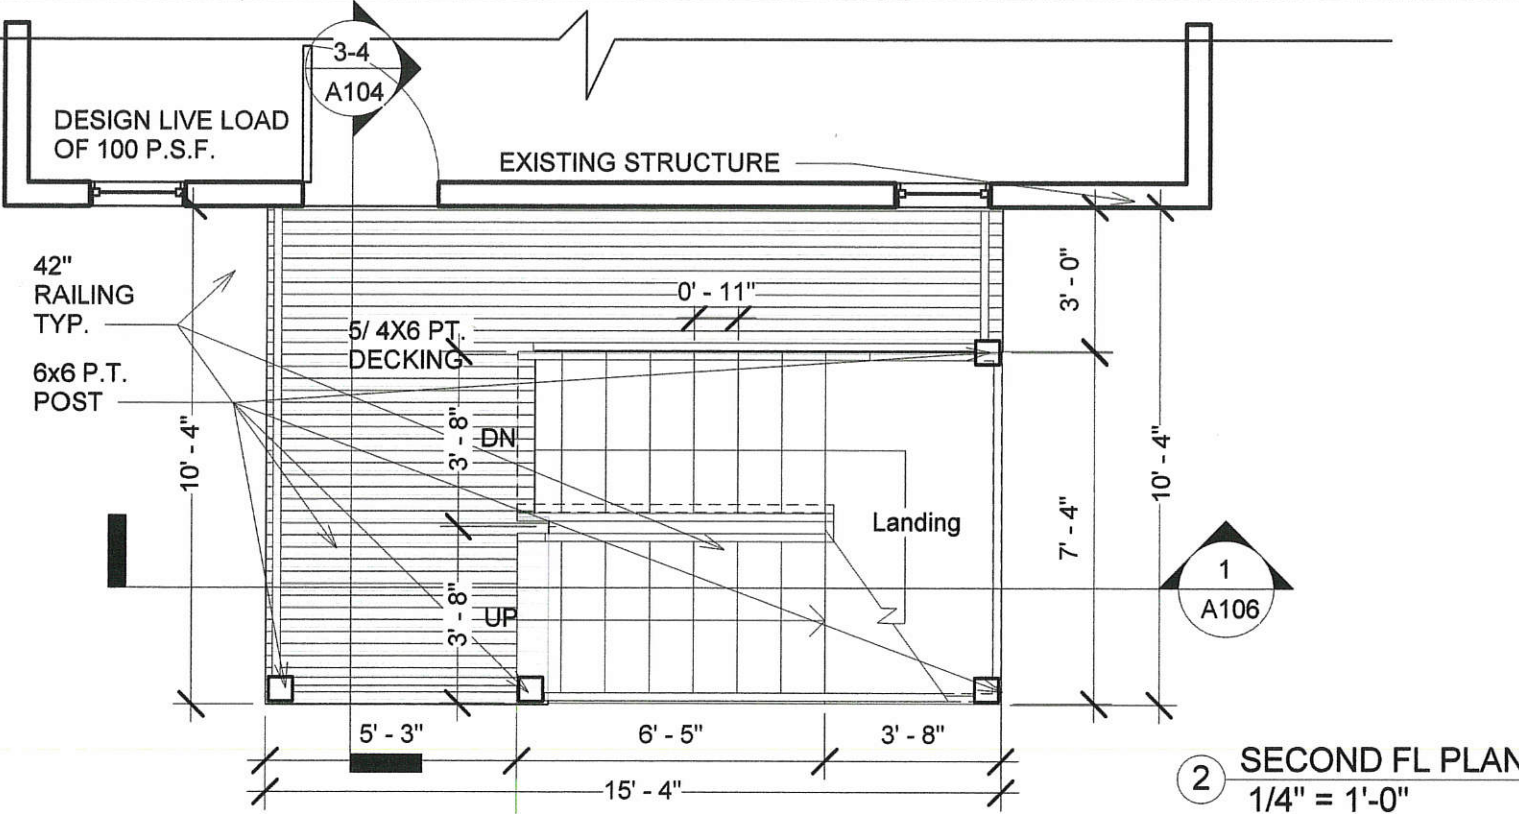 3-4
A104
DESIGN LIVE LOAD
OF 100 P.S.F.
EXISTING STRUCTURE
42"
RAILING
TYP.
6x6 P.T.
POST
5/ 4X6 PT.
DECKING
0' - 11"
3' - 0"
10' - 4"
3' - 8"
DN
10' - 4"
7' - 4"
Landing
3' - 8"
UP
1
A106
5' - 3"
6' - 5"
3' - 8"
15' - 4"
2
SECOND FL PLAN
1/4" = 1'-0"